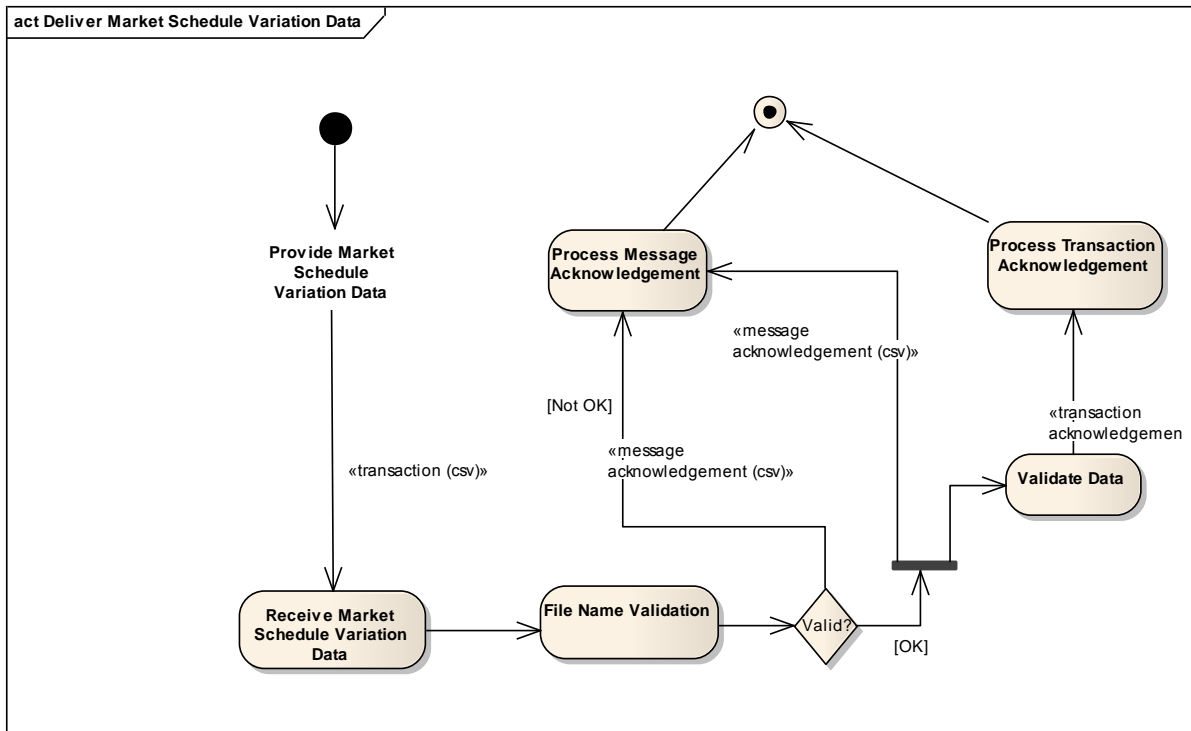 act Deliver Market Schedule Variation Data
Provide Market
Schedule
Variation Data
Process Message
Acknowledgement
Process Transaction
Acknowledgement
«message
acknowledgement (csv)»
[Not OK]
«transaction
acknowledgemen
«message
acknowledgement (csv)»
«transaction (csv)»
Validate Data
Receive Market
Schedule Variation
Data
File Name Validation
Valid?
[OK]